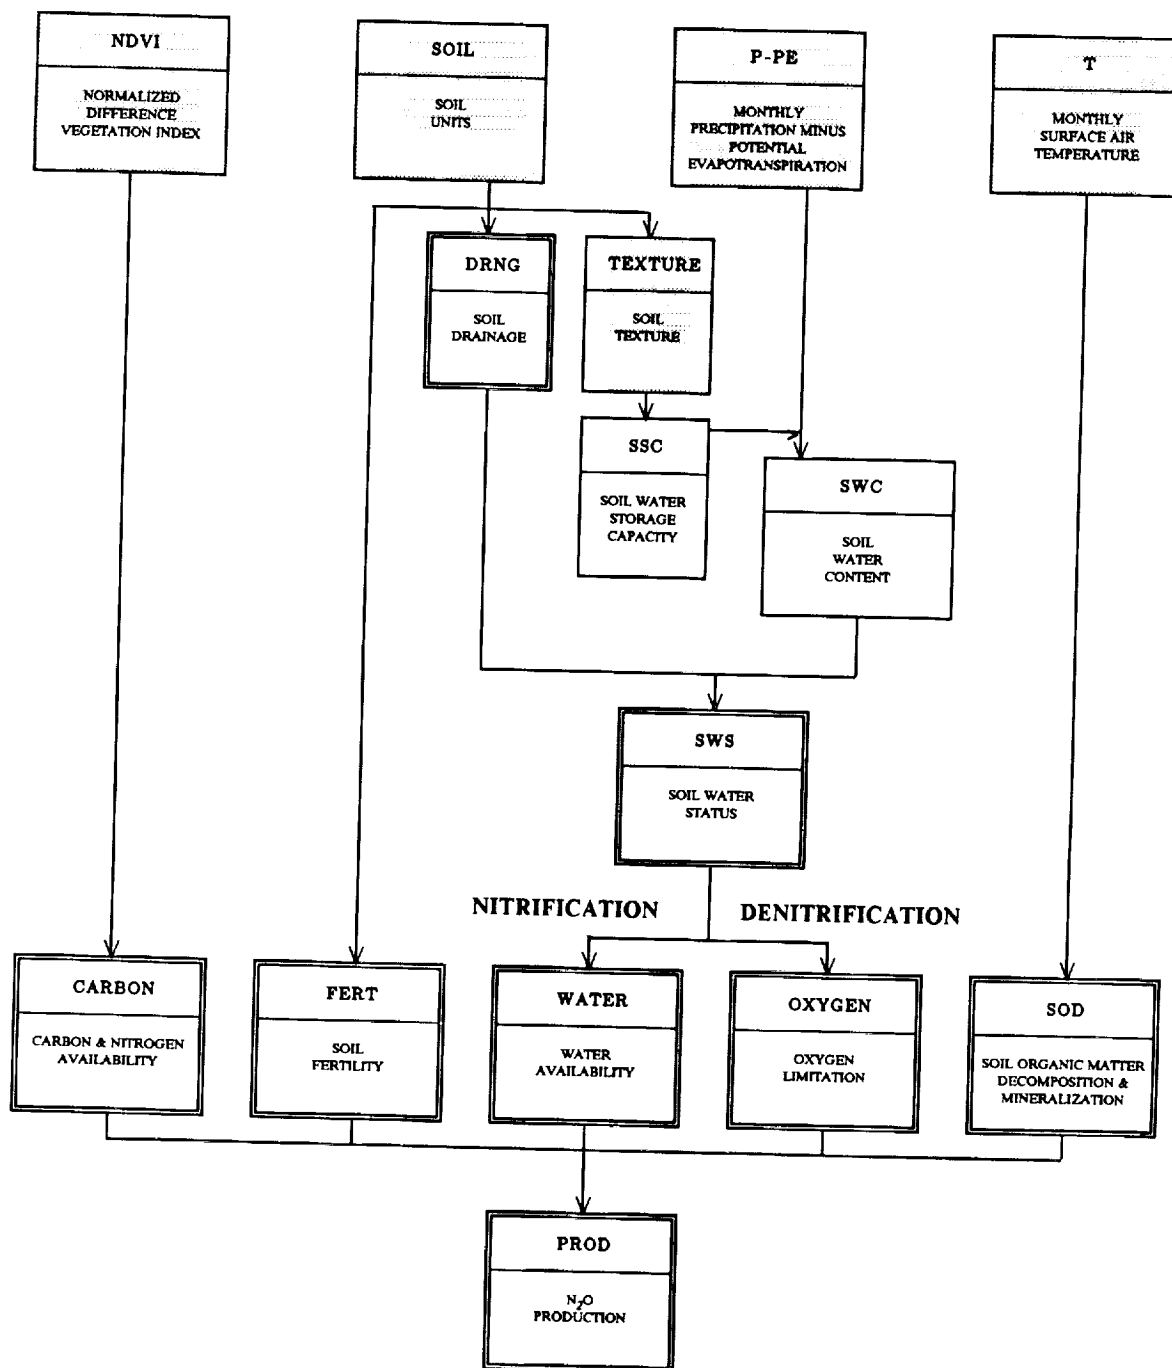 NDVI
NORMALIZED
DIFFERENCE
VEGETATION INDEX
SOIL
SOIL
UNITS
P-PE
MONTHLY
PRECIPITATION MINUS
POTENTIAL
EVAPOTRANSPIRATION
T
MONTHLY
SURFACE AIR
TEMPERATURE
DRNG
SOIL
DRAINAGE
TEXTURE
SOIL
TEXTURE
SSC
SOIL WATER
STORAGE
CAPACITY
SWC
SOIL
WATER
CONTENT
SWS
SOIL WATER
STATUS
NITRIFICATION
DENITRIFICATION
CARBON
CARBON & NITROGEN
AVAILABILITY
FERT
SOIL
FERTILITY
WATER
WATER
AVAILABILITY
OXYGEN
OXYGEN
LIMITATION
SOD
SOIL ORGANIC MATTER
DECOMPOSITION &
MINERALIZATION
PROD
N₂O
PRODUCTION